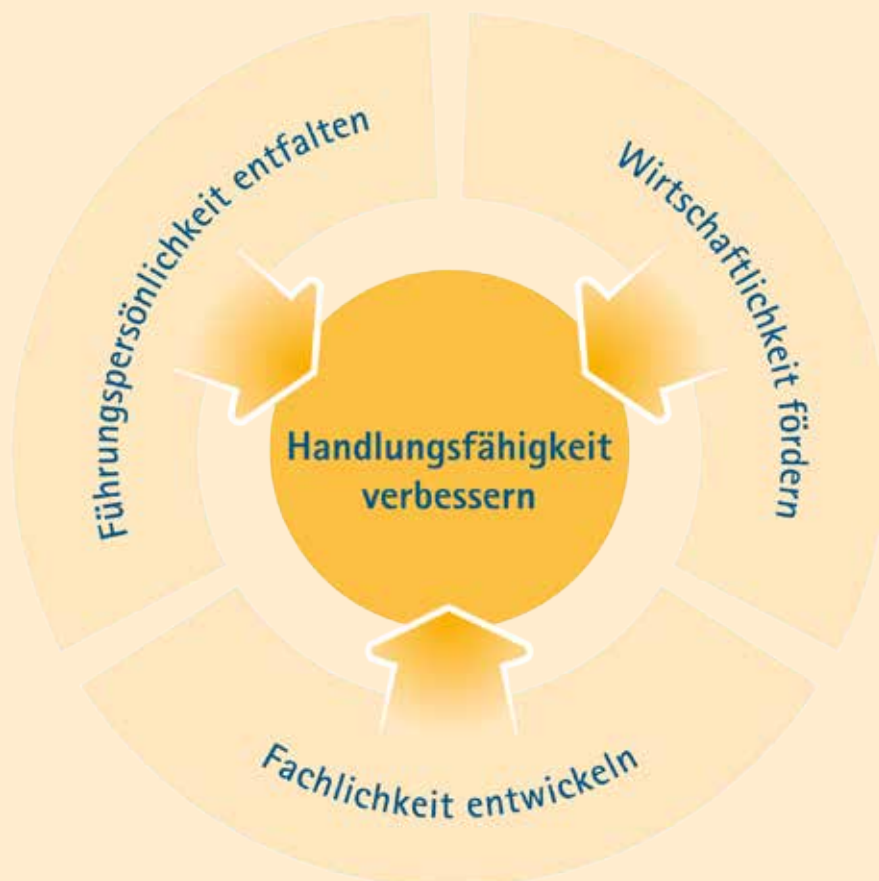 Führungspersönlichkeit entfalten
Wirtschaftlichkeit fördern
Handlungsfähigkeit
verbessern
Fachlichkeit entwickeln